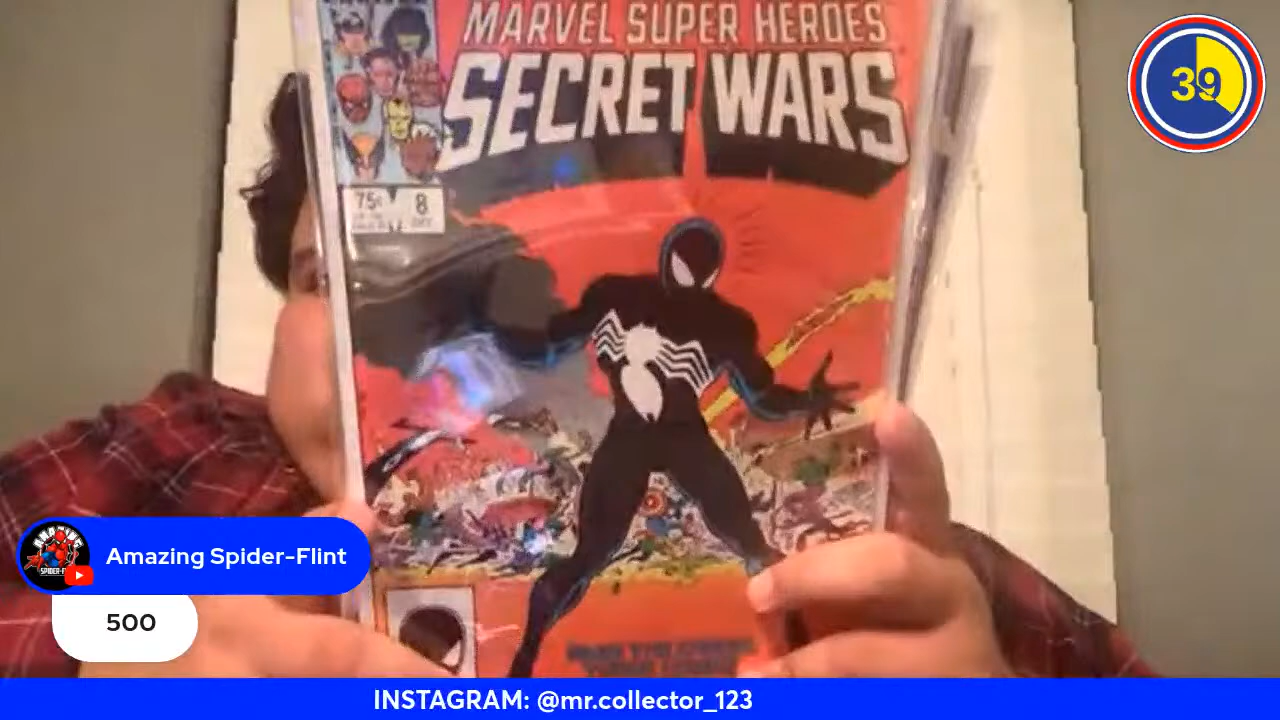 MARVEL SUPER HEROES
SECRET WARS
39
75¢
8
Amazing Spider-Flint
500
INSTAGRAM: @mr.collector_123